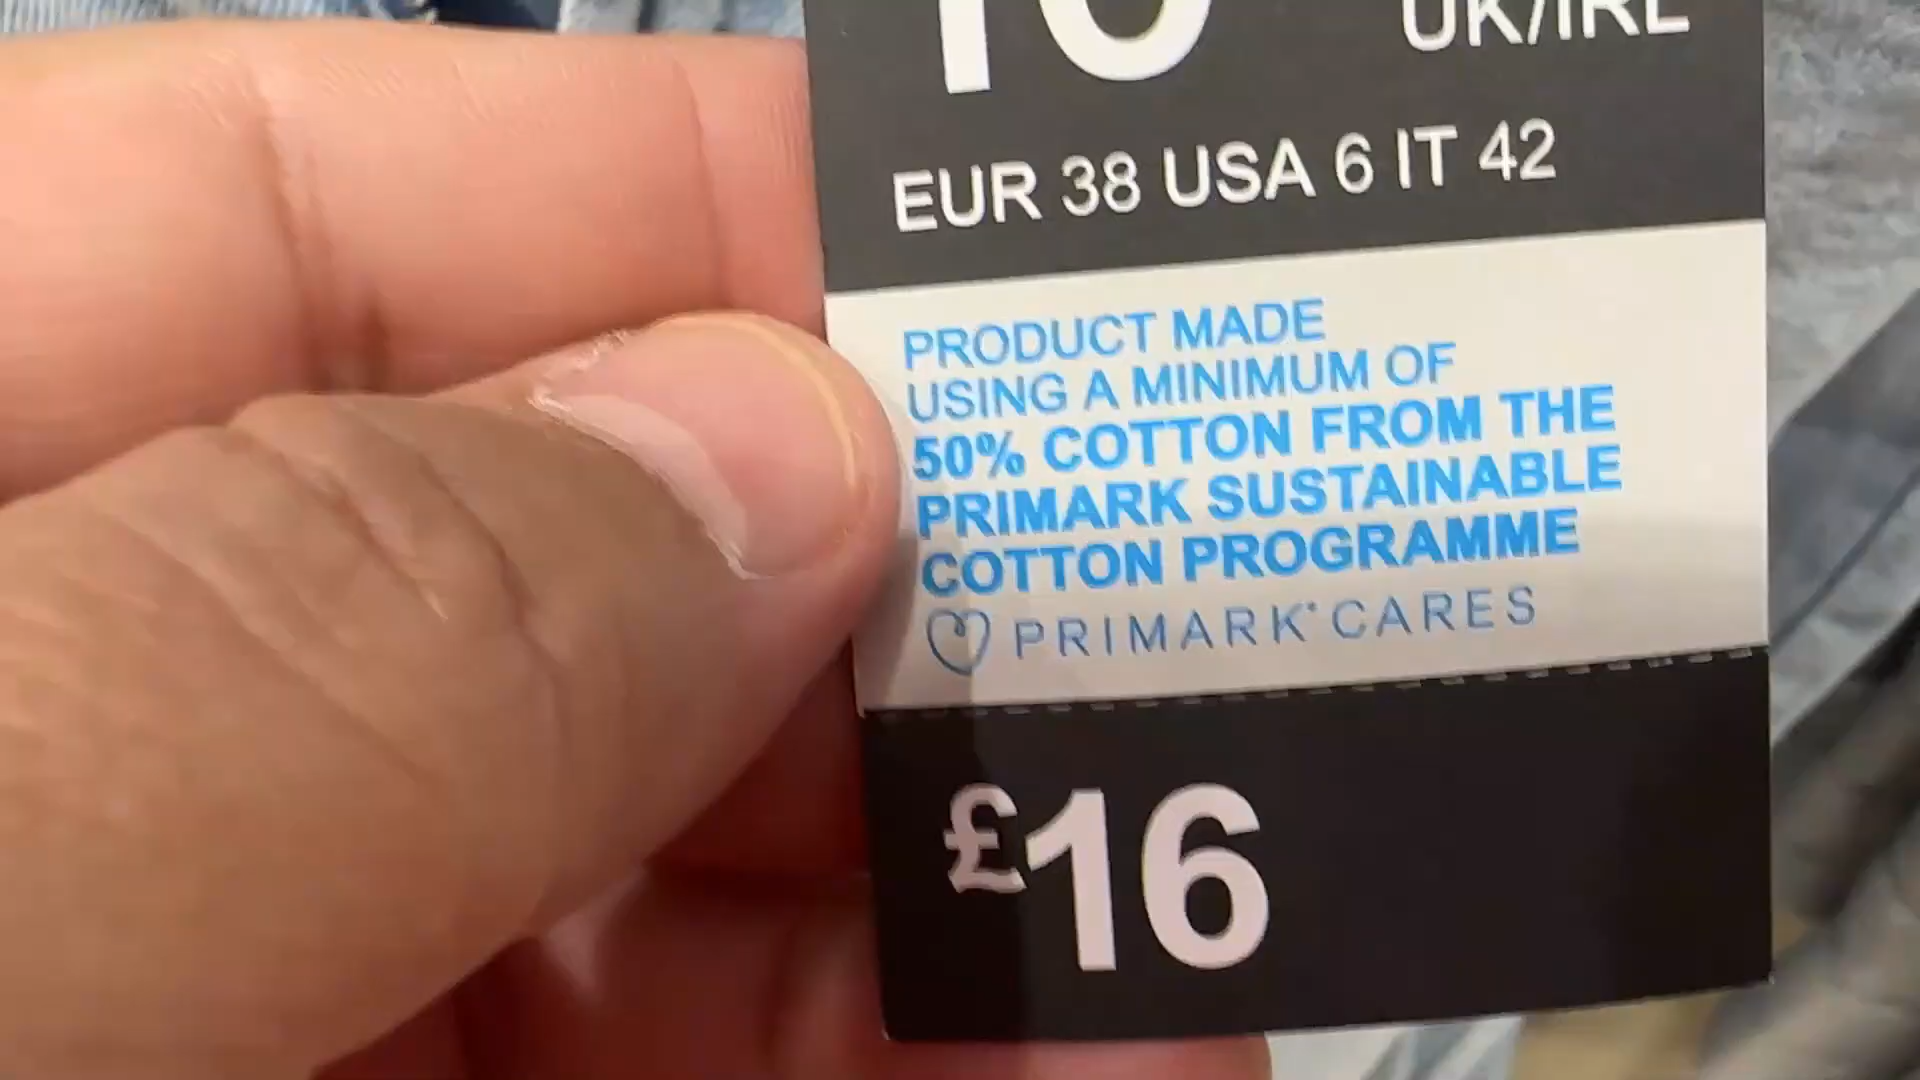 10 UK/IRL
EUR 38 USA 6 IT 42
PRODUCT MADE
USING A MINIMUM OF
50% COTTON FROM THE
PRIMARK SUSTAINABLE
COTTON PROGRAMME
PRIMARK® CARES
£16